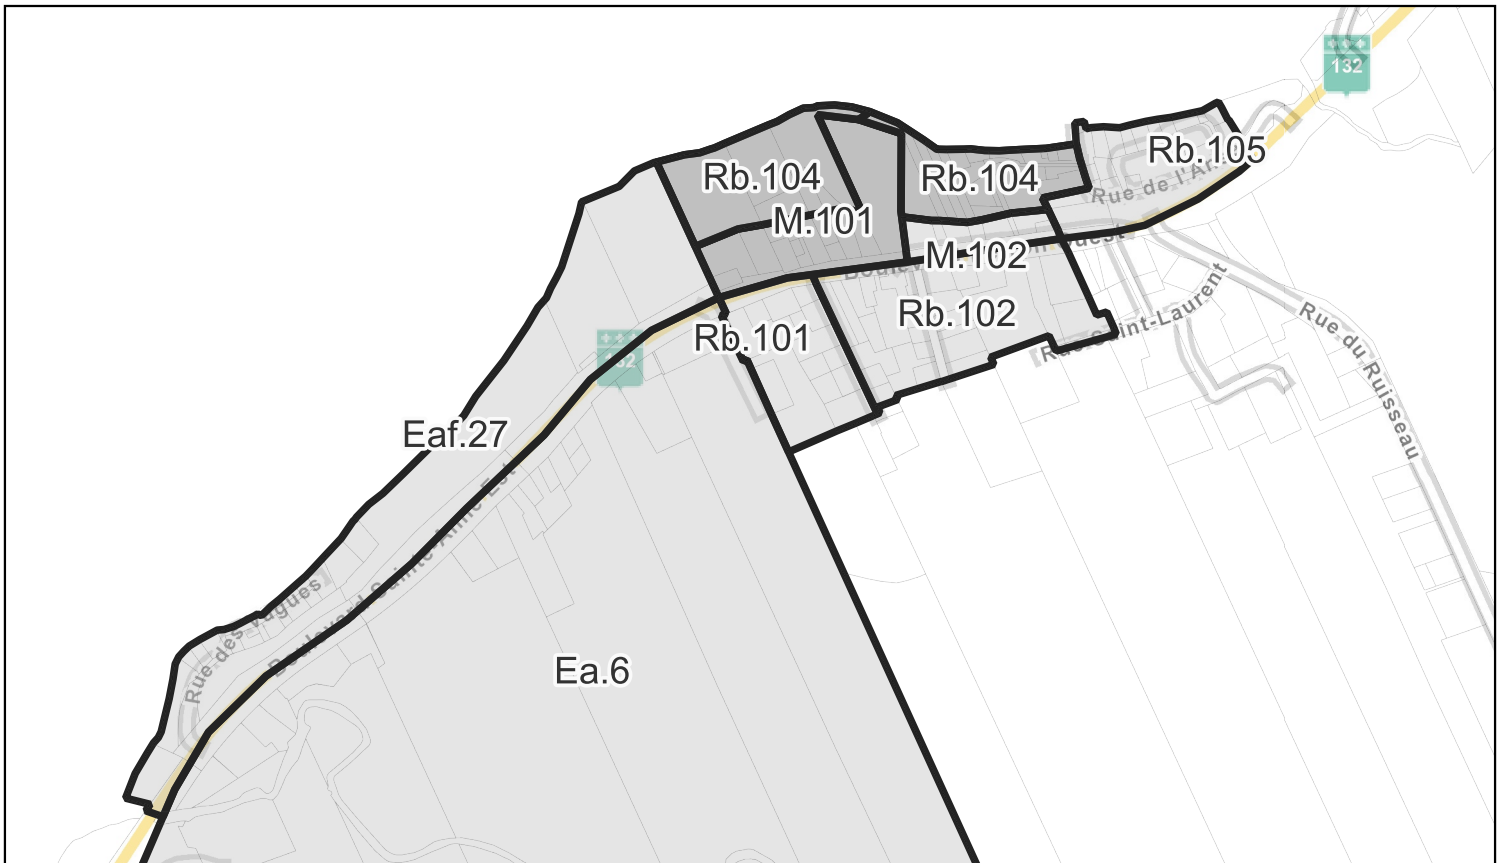 132
Rb.105
Rb.104
Rb.104
Rue de l'An
M.101
M.102
Rb.102
Rue Saint-Laurent
Rue du Ruisseau
Rb.101
132
Eaf.27
Boulevard Sainte-Anne Est
Rue des Vagues
Ea.6